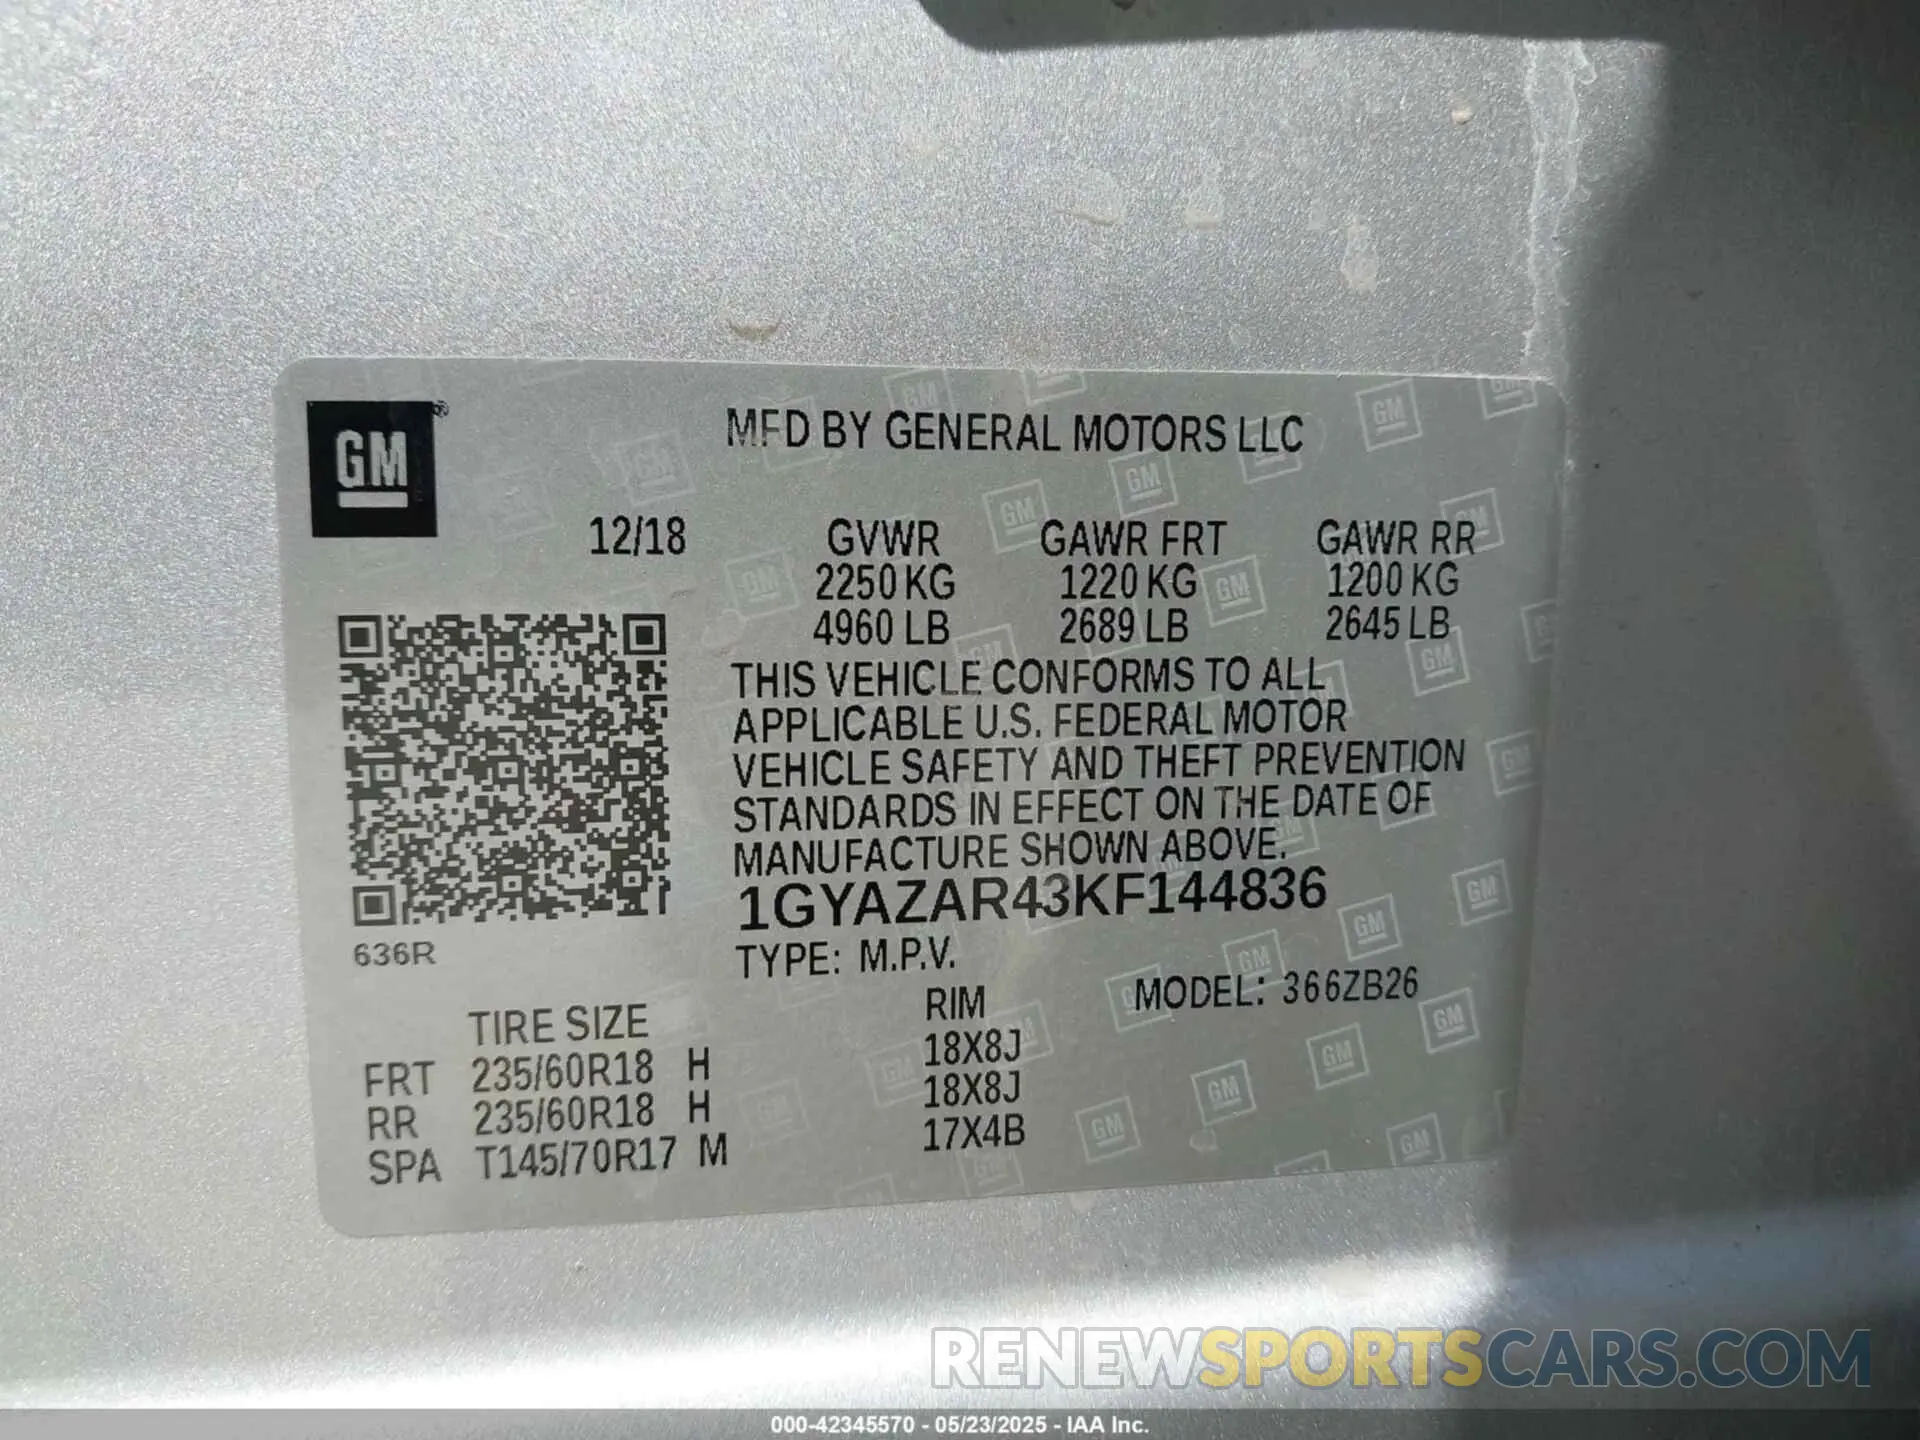 GM ®
MFD BY GENERAL MOTORS LLC
12/18 GVWR GAWR FRT GAWR RR
2250 KG 1220 KG 1200 KG
4960 LB 2689 LB 2645 LB
THIS VEHICLE CONFORMS TO ALL
APPLICABLE U.S. FEDERAL MOTOR
VEHICLE SAFETY AND THEFT PREVENTION
STANDARDS IN EFFECT ON THE DATE OF
MANUFACTURE SHOWN ABOVE.
1GYAZAR43KF144836
636R
TYPE: M.P.V.
MODEL: 366ZB26
TIRE SIZE RIM
FRT 235/60R18 H 18X8J
RR 235/60R18 H 18X8J
SPA T145/70R17 M 17X4B
RENEWSPORTSCARS.COM
000-42345570 - 05/23/2025 - IAA Inc.